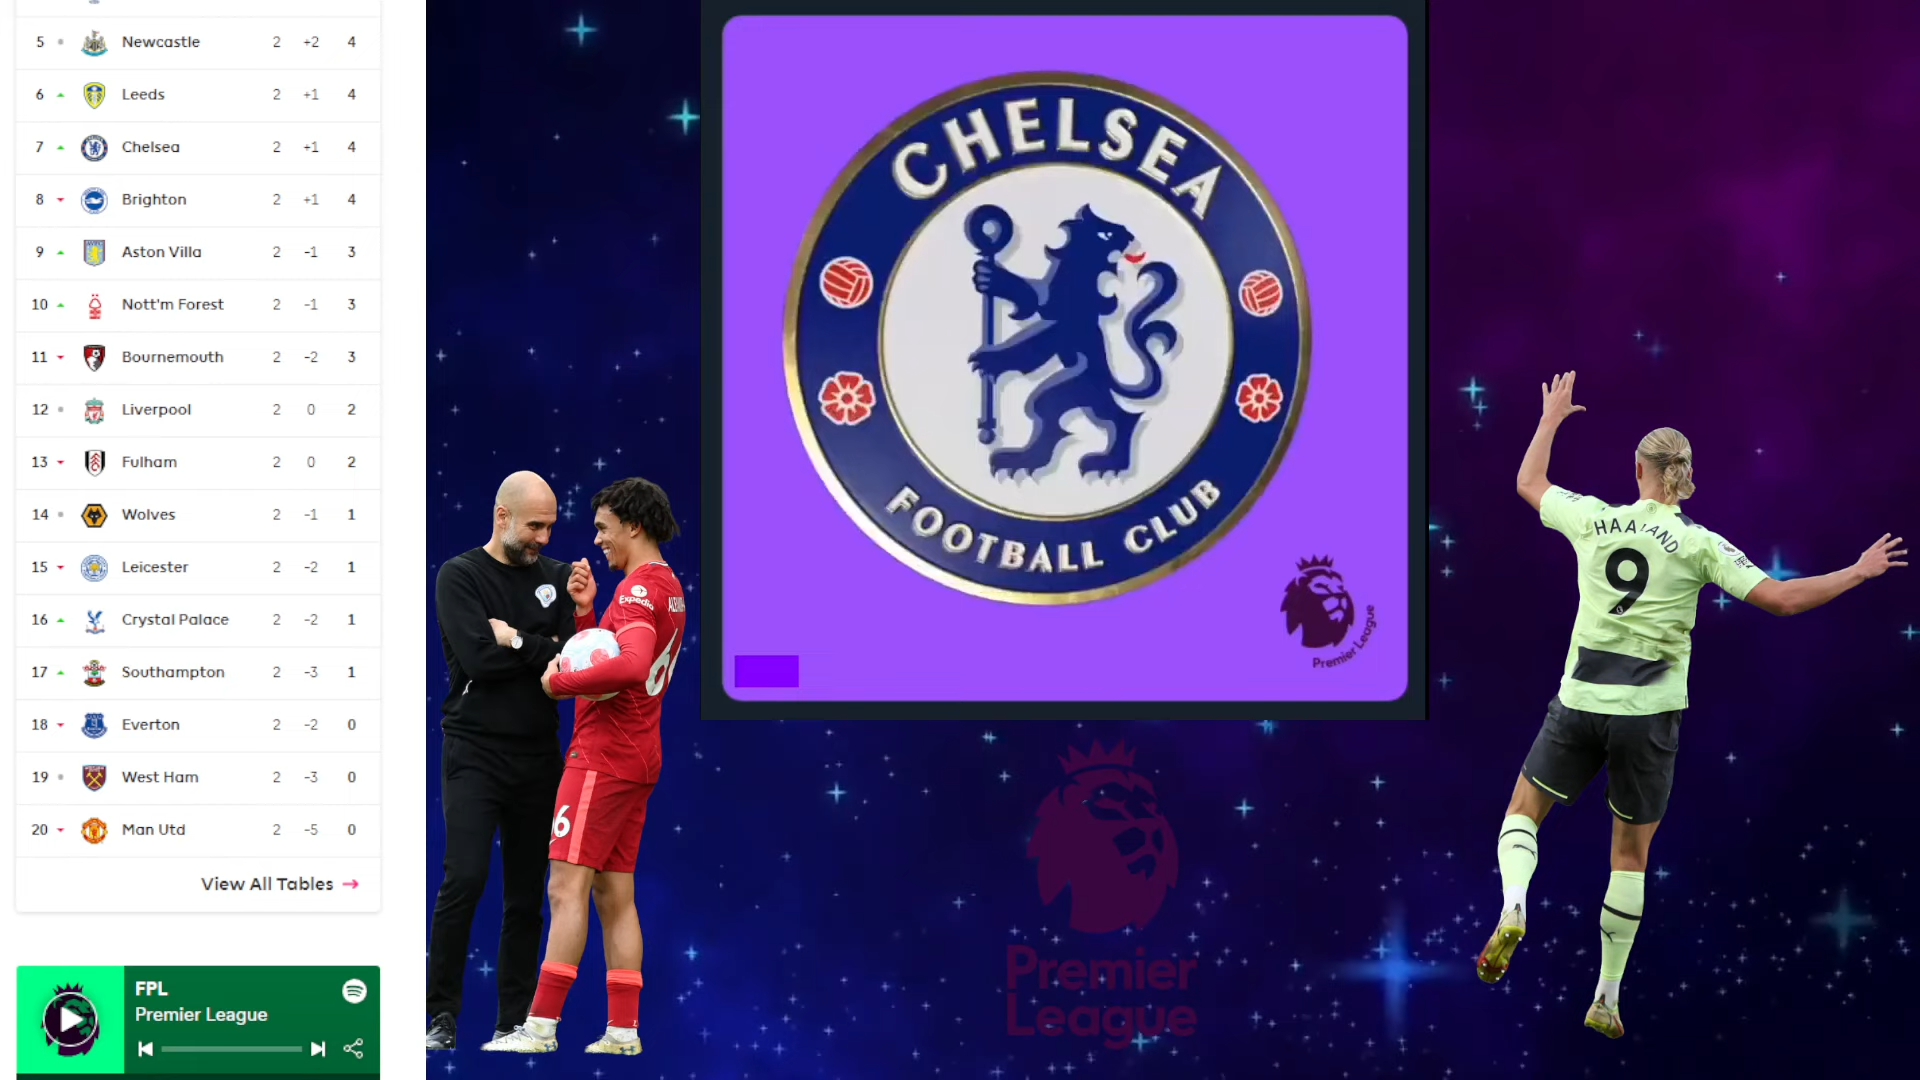 5 Newcastle 2 +2 4
6 Leeds 2 +1 4
7 Chelsea 2 +1 4
8 Brighton 2 +1 4
9 Aston Villa 2 -1 3
10 Nott'm Forest 2 -1 3
11 Bournemouth 2 -2 3
12 Liverpool 2 0 2
13 Fulham 2 0 2
14 Wolves 2 -1 1
15 Leicester 2 -2 1
16 Crystal Palace 2 -2 1
17 Southampton 2 -3 1
18 Everton 2 -2 0
19 West Ham 2 -3 0
20 Man Utd 2 -5 0
View All Tables
FPL
Premier League
CHELSEA
FOOTBALL CLUB
Premier League
Expedia
66
6
HAALAND
9
Premier
League